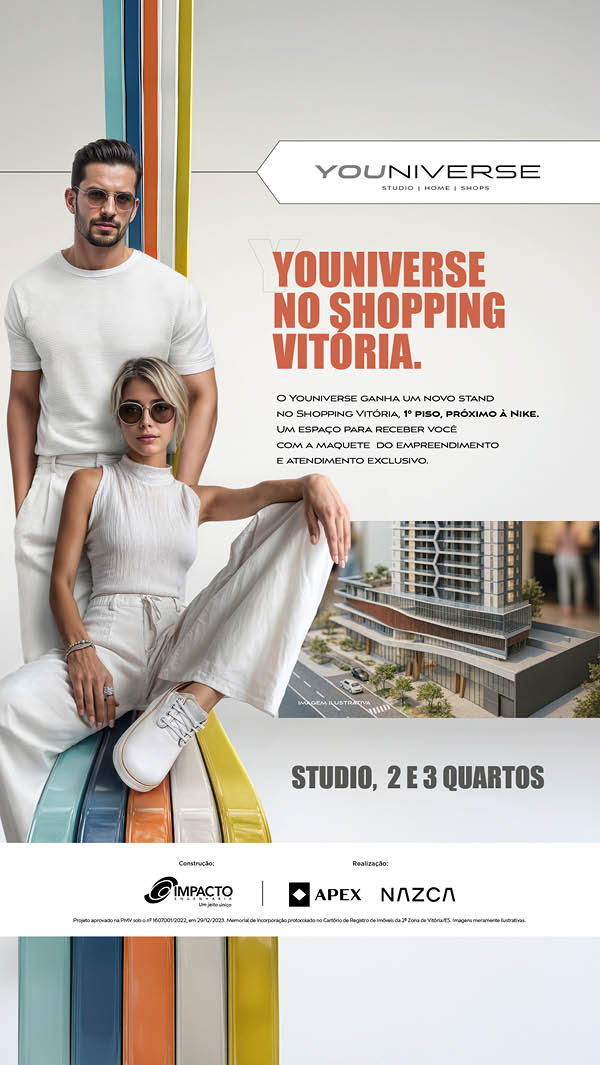 YOUNIVERSE
STUDIO | HOME | SHOPS
Y
YOUNIVERSE
NO SHOPPING
VITÓRIA.
O Youniverse ganha um novo stand
no Shopping Vitória, 1º piso, próximo à Nike.
Um espaço para receber você
com a maquete do empreendimento
e atendimento exclusivo.
IMAGEM ILUSTRATIVA
STUDIO, 2 E 3 QUARTOS
Construção:
Realização:
IMPACTO
ENGENHARIA
Um jeito único
APEX
NAZCA
Projeto aprovado na PMV sob o nº 1607001/2022, em 29/12/2023. Memorial de Incorporação protocolado no Cartório de Registro de Imóveis da 2ª Zona de Vitória/ES. Imagens meramente ilustrativas.